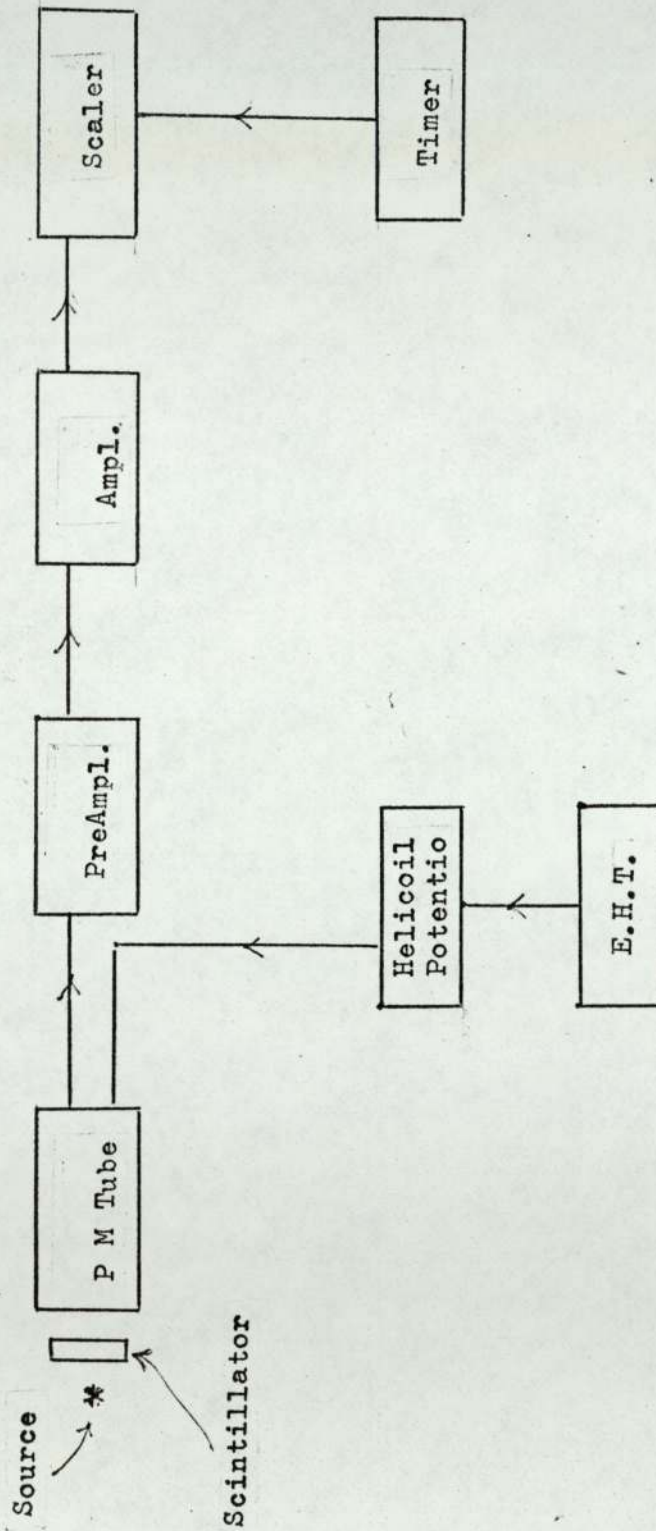 Source
Scintillator
P M Tube
PreAmpl.
Ampl.
Scaler
Helicoil
Potentio
E.H.T.
Timer